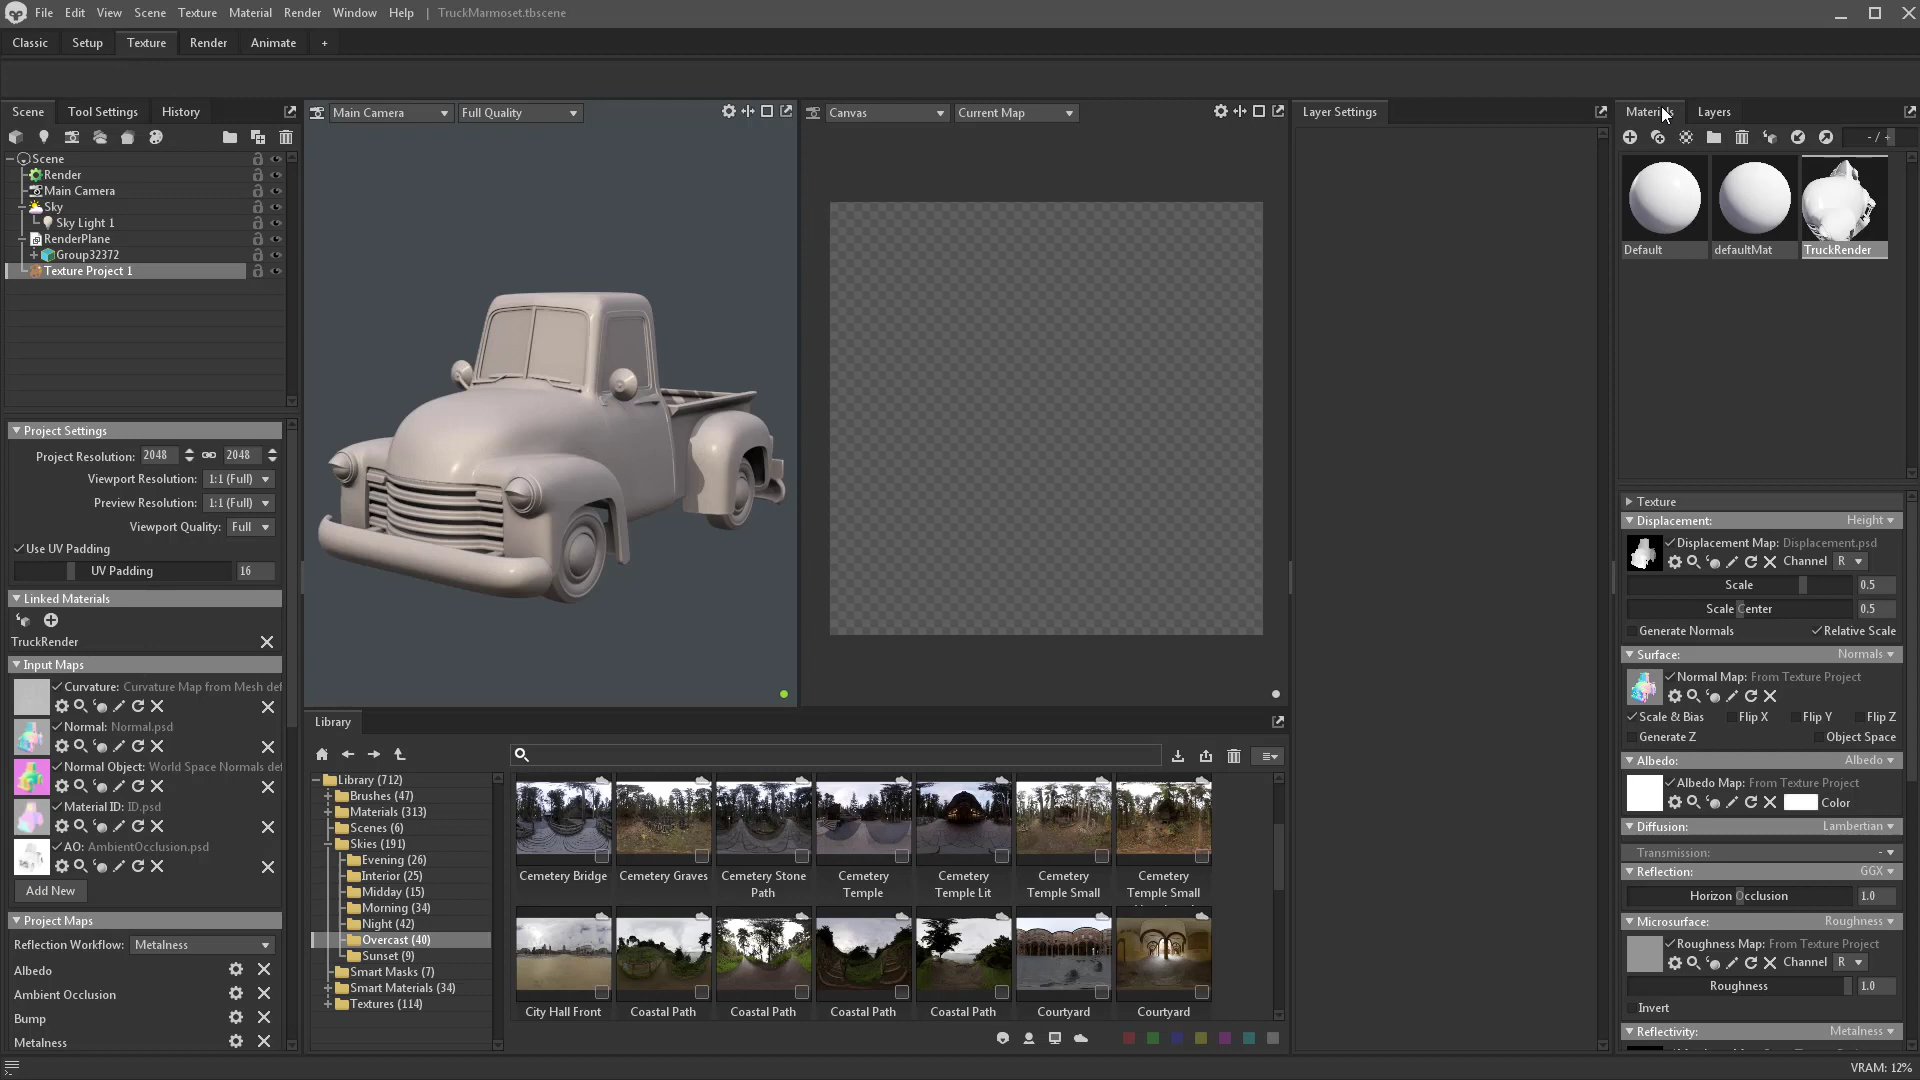 File Edit View Scene Texture Material Render Window Help | TruckMarmoset.tbscene
Classic Setup Texture Render Animate +
Scene Tool Settings History
Main Camera Full Quality
Canvas Current Map
Layer Settings
Materials Layers
- / +
Scene
Render
Main Camera
Sky
Sky Light 1
RenderPlane
Group32372
Texture Project 1
Default defaultMat TruckRender
Project Settings
Project Resolution: 2048 2048
Viewport Resolution: 1:1 (Full)
Preview Resolution: 1:1 (Full)
Viewport Quality: Full
Use UV Padding
UV Padding 16
Linked Materials
TruckRender
Input Maps
Curvature: Curvature Map from Mesh def
Normal: Normal.psd
Normal Object: World Space Normals def
Material ID: ID.psd
AO: AmbientOcclusion.psd
Add New
Project Maps
Reflection Workflow: Metalness
Albedo
Ambient Occlusion
Bump
Metalness
Library
Library (712)
Brushes (47)
Materials (313)
Scenes (6)
Skies (191)
Evening (26)
Interior (25)
Midday (15)
Morning (34)
Night (42)
Overcast (40)
Sunset (9)
Smart Masks (7)
Smart Materials (34)
Textures (114)
Cemetery Bridge
Cemetery Graves
Cemetery Stone Path
Cemetery Temple
Cemetery Temple Lit
Cemetery Temple Small
Cemetery Temple Small
City Hall Front
Coastal Path
Coastal Path
Coastal Path
Coastal Path
Courtyard
Courtyard
Texture
Displacement: Height
Displacement Map: Displacement.psd
Channel R
Scale 0.5
Scale Center 0.5
Generate Normals Relative Scale
Surface: Normals
Normal Map: From Texture Project
Scale & Bias Flip X Flip Y Flip Z
Generate Z Object Space
Albedo: Albedo
Albedo Map: From Texture Project
Color
Diffusion: Lambertian
Transmission: -
Reflection: GGX
Horizon Occlusion 1.0
Microsurface: Roughness
Roughness Map: From Texture Project
Channel R
Roughness 1.0
Invert
Reflectivity: Metalness
VRAM: 12%